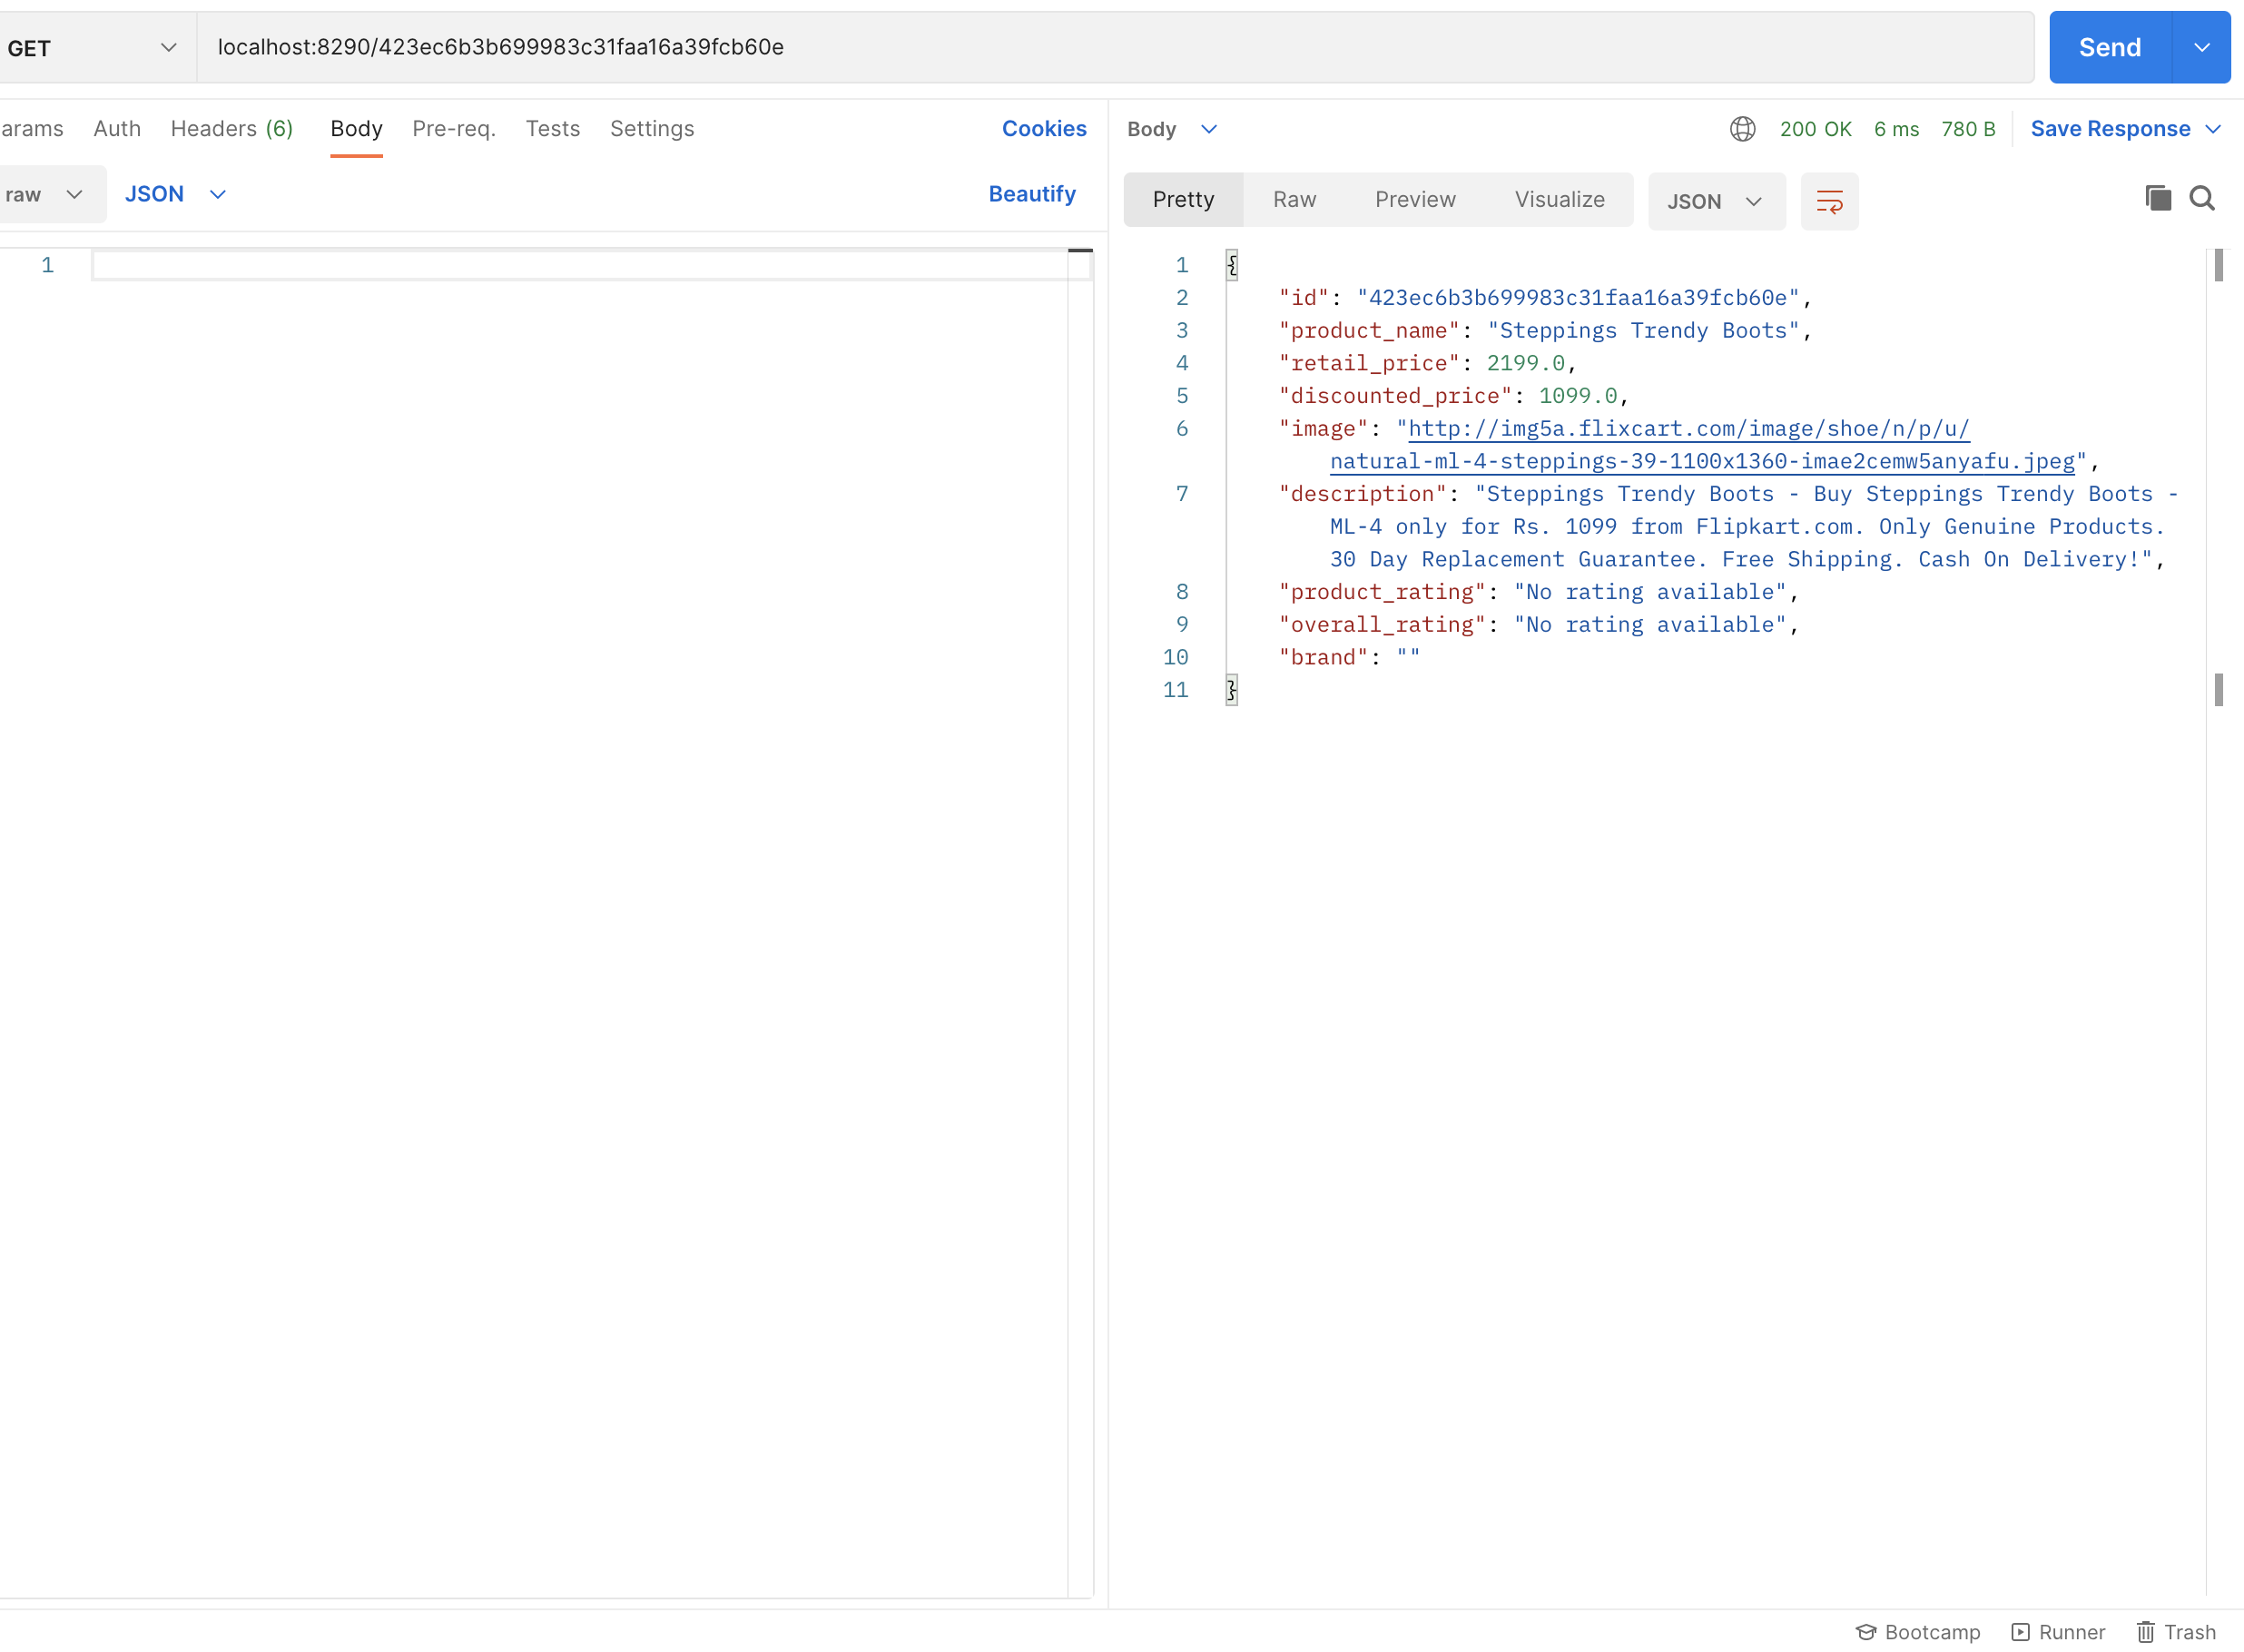 GET localhost:8290/423ec6b3b699983c31faa16a39fcb60e Send
arams Auth Headers (6) Body Pre-req. Tests Settings Cookies
raw JSON Beautify
1
Body 200 OK 6 ms 780 B Save Response
Pretty Raw Preview Visualize JSON
1 {
2 "id": "423ec6b3b699983c31faa16a39fcb60e",
3 "product_name": "Steppings Trendy Boots",
4 "retail_price": 2199.0,
5 "discounted_price": 1099.0,
6 "image": "http://img5a.flixcart.com/image/shoe/n/p/u/
natural-ml-4-steppings-39-1100x1360-imae2cemw5anyafu.jpeg",
7 "description": "Steppings Trendy Boots - Buy Steppings Trendy Boots -
ML-4 only for Rs. 1099 from Flipkart.com. Only Genuine Products.
30 Day Replacement Guarantee. Free Shipping. Cash On Delivery!",
8 "product_rating": "No rating available",
9 "overall_rating": "No rating available",
10 "brand": ""
11 }
Bootcamp Runner Trash